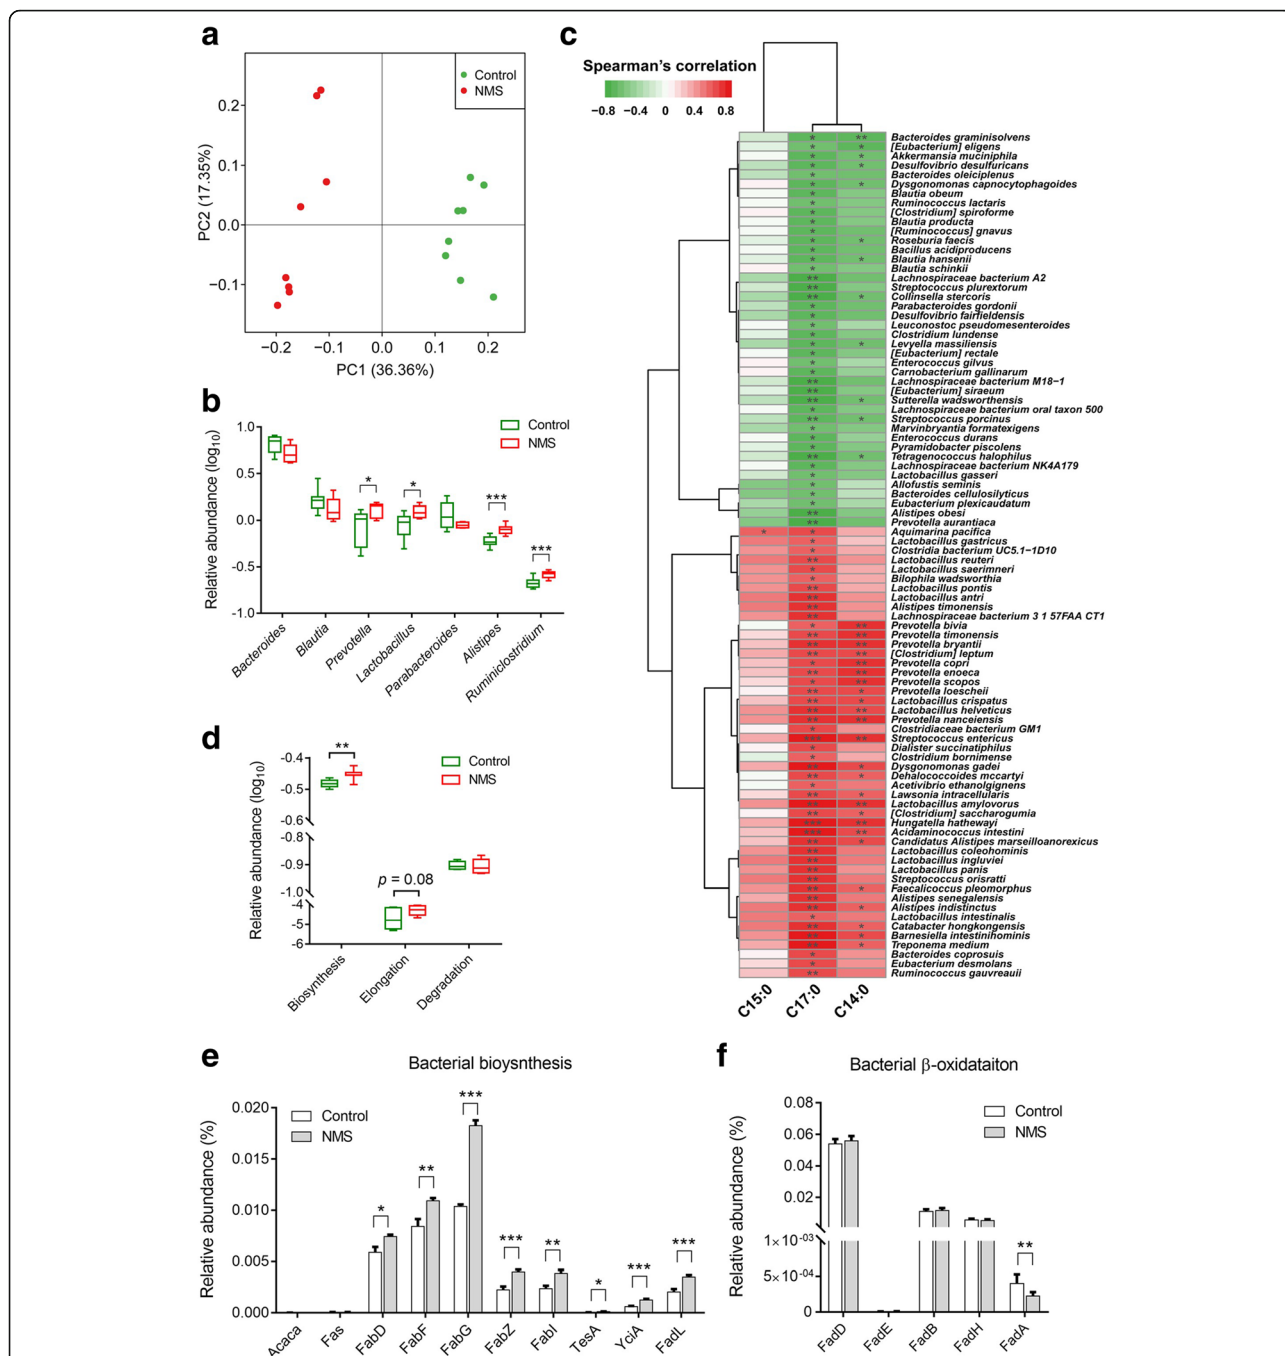 a
Control
NMS
PC2 (17.35%)
0.2
0.1
0.0
−0.1
−0.2 −0.1 0.0 0.1 0.2
PC1 (36.36%)
b
Control
NMS
Relative abundance (log10)
1.0
0.5
0.0
-0.5
-1.0
* * *** ***
Bacteroides
Blautia
Prevotella
Lactobacillus
Parabacteroides
Alistipes
Ruminiclostridium
c
Spearman's correlation
−0.8 −0.4 0 0.4 0.8
Bacteroides graminisolvens
[Eubacterium] eligens
Akkermansia muciniphila
Desulfovibrio desulfuricans
Bacteroides oleiciplenus
Dysgonomonas capnocytophagoides
Blautia obeum
Ruminococcus lactaris
[Clostridium] spiroforme
Blautia producta
[Ruminococcus] gnavus
Roseburia faecis
Bacillus acidiproducens
Blautia hansenii
Blautia schinkii
Lachnospiraceae bacterium A2
Streptococcus plurextorum
Collinsella stercoris
Parabacteroides gordonii
Desulfovibrio fairfieldensis
Leuconostoc pseudomesenteroides
Clostridium lundense
Levyella massiliensis
[Eubacterium] rectale
Enterococcus gilvus
Carnobacterium gallinarum
Lachnospiraceae bacterium M18−1
[Eubacterium] siraeum
Sutterella wadsworthensis
Lachnospiraceae bacterium oral taxon 500
Streptococcus porcinus
Marvinbryantia formatexigens
Enterococcus durans
Pyramidobacter piscolens
Tetragenococcus halophilus
Lachnospiraceae bacterium NK4A179
Lactobacillus gasseri
Allofustis seminis
Bacteroides cellulosilyticus
Eubacterium plexicaudatum
Alistipes obesi
Prevotella aurantiaca
Aquimarina pacifica
Lactobacillus gastricus
Clostridia bacterium UC5.1−1D10
Lactobacillus reuteri
Lactobacillus saerimneri
Bilophila wadsworthia
Lactobacillus pontis
Lactobacillus antri
Alistipes timonensis
Lachnospiraceae bacterium 3 1 57FAA CT1
Prevotella bivia
Prevotella timonensis
Prevotella bryantii
[Clostridium] leptum
Prevotella copri
Prevotella enoeca
Prevotella scopos
Prevotella loescheii
Lactobacillus crispatus
Lactobacillus helveticus
Prevotella nanceiensis
Clostridiaceae bacterium GM1
Streptococcus entericus
Dialister succinatiphilus
Clostridium bornimense
Dysgonomonas gadei
Dehalococcoides mccartyi
Acetivibrio ethanolgignens
Lawsonia intracellularis
Lactobacillus amylovorus
[Clostridium] saccharogumia
Hungatella hathewayi
Acidaminococcus intestini
Candidatus Alistipes marseilloanorexicus
Lactobacillus coleohominis
Lactobacillus ingluviei
Lactobacillus panis
Streptococcus orisratti
Faecalicoccus pleomorphus
Alistipes senegalensis
Alistipes indistinctus
Lactobacillus intestinalis
Catabacter hongkongensis
Barnesiella intestinihominis
Treponema medium
Bacteroides coprosuis
Eubacterium desmolans
Ruminococcus gauvreauii
C15:0 C17:0 C14:0
d
Control
NMS
Relative abundance (log10)
-0.4
-0.5
-0.6
-0.8
-0.9
-1.0
-4
-5
-6
**
p = 0.08
Biosynthesis
Elongation
Degradation
e
Bacterial bioysnthesis
Control
NMS
Relative abundance (%)
0.020
0.015
0.010
0.005
0.000
* ** *** *** ** * *** ***
Acaca Fas FabD FabF FabG FabZ FabI TesA YciA FadL
f
Bacterial β-oxidataiton
Control
NMS
Relative abundance (%)
0.08
0.06
0.04
0.02
1×10-03
5×10-04
0
**
FadD FadE FadB FadH FadA